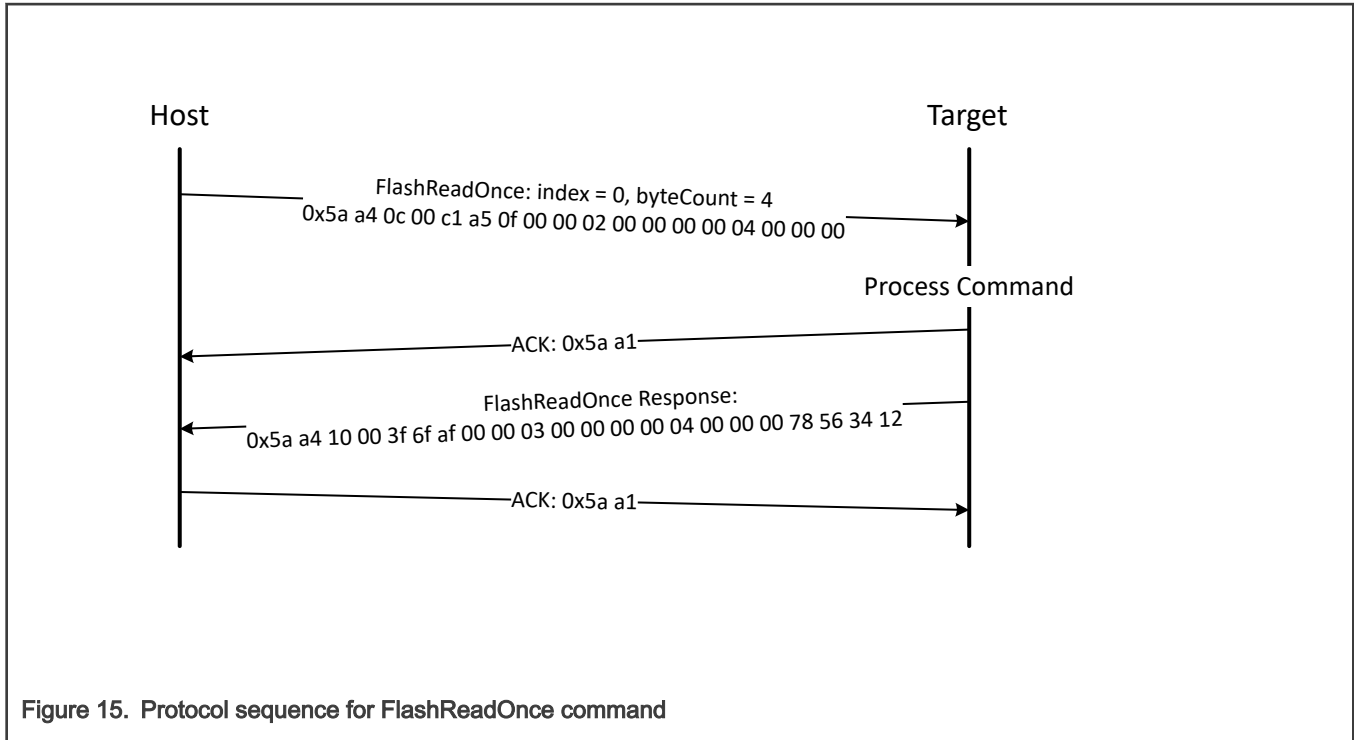 Host
Target
FlashReadOnce: index = 0, byteCount = 4
0x5a a4 0c 00 c1 a5 0f 00 00 02 00 00 00 00 04 00 00 00
Process Command
ACK: 0x5a a1
FlashReadOnce Response:
0x5a a4 10 00 3f 6f af 00 00 03 00 00 00 00 04 00 00 00 78 56 34 12
ACK: 0x5a a1
Figure 15. Protocol sequence for FlashReadOnce command